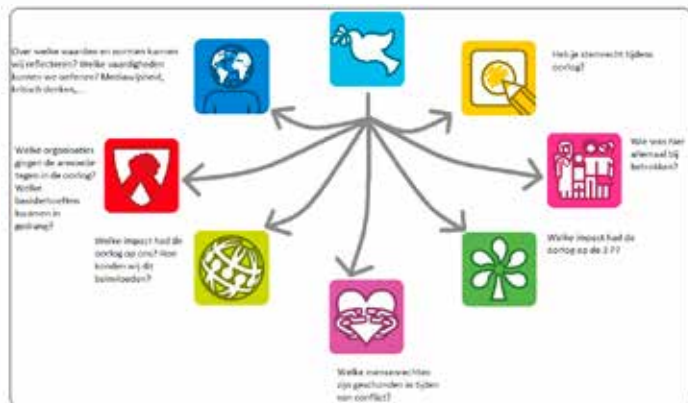 Over welke waarden en normen kunnen
wij reflecteren? Welke vaardigheden
kunnen we oefenen? Mediawijsheid,
kritisch denken,...
Heb je stemrecht tijdens
oorlog?
Welke organisaties
gingen de armoede
tegen in de oorlog?
Welke
basisbehoeften
kwamen in
gedrang?
Wie was hier
allemaal bij
betrokken?
Welke impact had de
oorlog op ons? Hoe
konden wij dit
beïnvloeden?
Welke impact had de
oorlog op de 3 P?
Welke mensenrechten
zijn geschonden in tijden
van conflict?